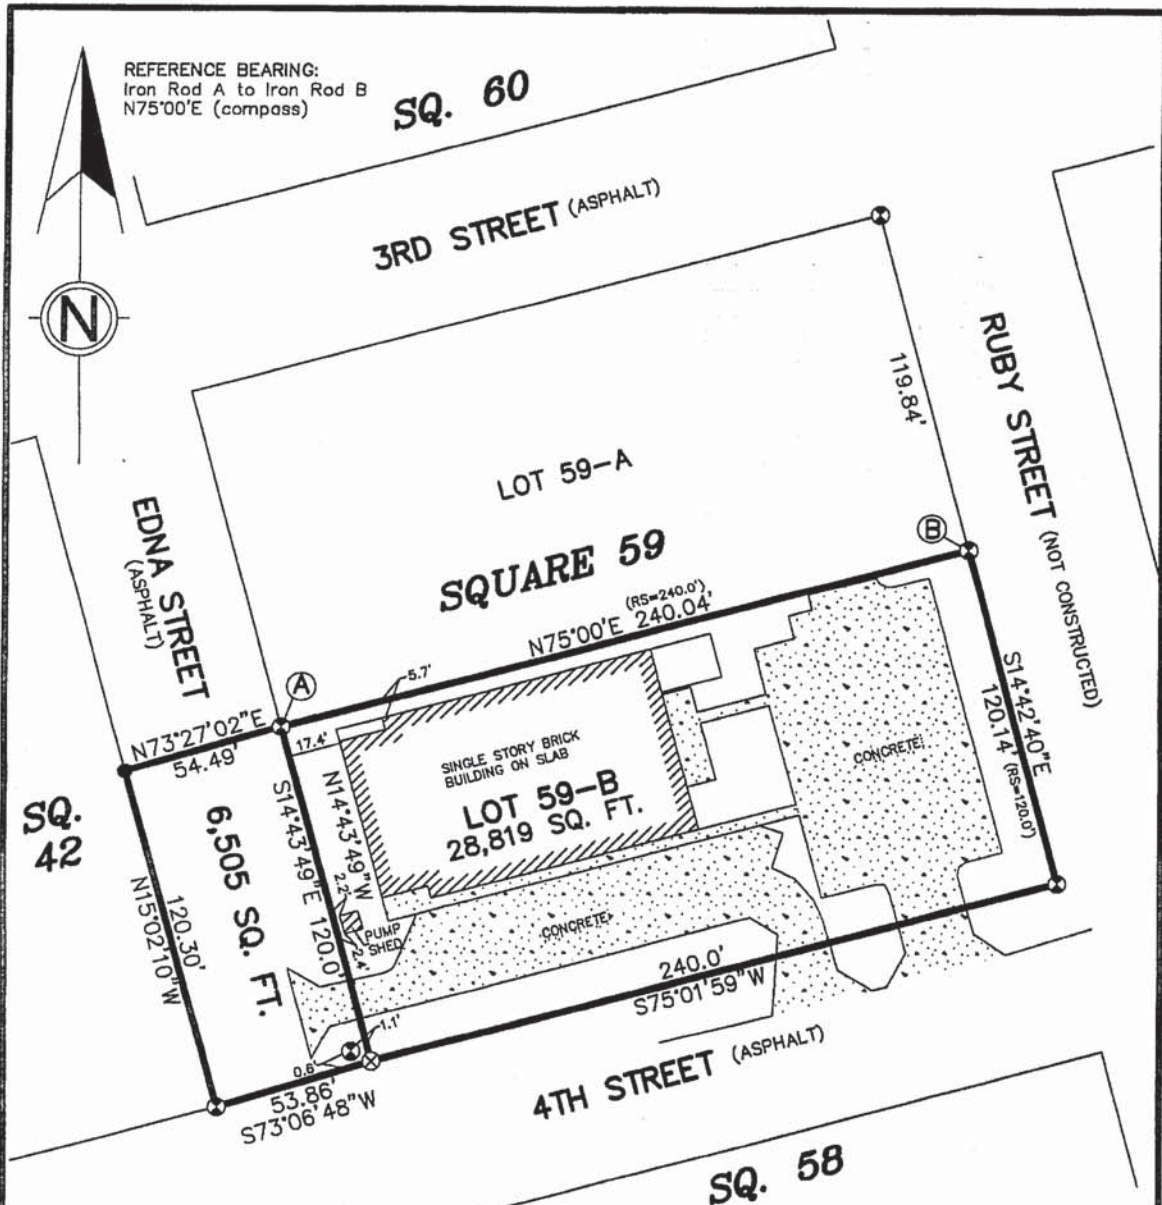 REFERENCE BEARING:
Iron Rod A to Iron Rod B
N75°00'E (compass)
SQ. 60
3RD STREET (ASPHALT)
N
119.84'
RUBY STREET (NOT CONSTRUCTED)
LOT 59-A
EDNA STREET
(ASPHALT)
SQUARE 59
B
(RS=240.0')
N75°00'E 240.04'
A
5.7'
17.4'
N73°27'02"E
54.49'
SINGLE STORY BRICK
BUILDING ON SLAB
LOT 59-B
28,819 SQ. FT.
CONCRETE
S14°42'40"E
120.14' (RS=120.0')
SQ.
42
6,505 SQ. FT.
S14°43'49"E 120.0'
N14°43'49"W
N15°02'10"W
120.30'
2.2'
PUMP
SHED
2.4'
CONCRETE
240.0'
S75°01'59"W
1.1'
0.6'
53.86'
S73°06'48"W
4TH STREET (ASPHALT)
SQ. 58